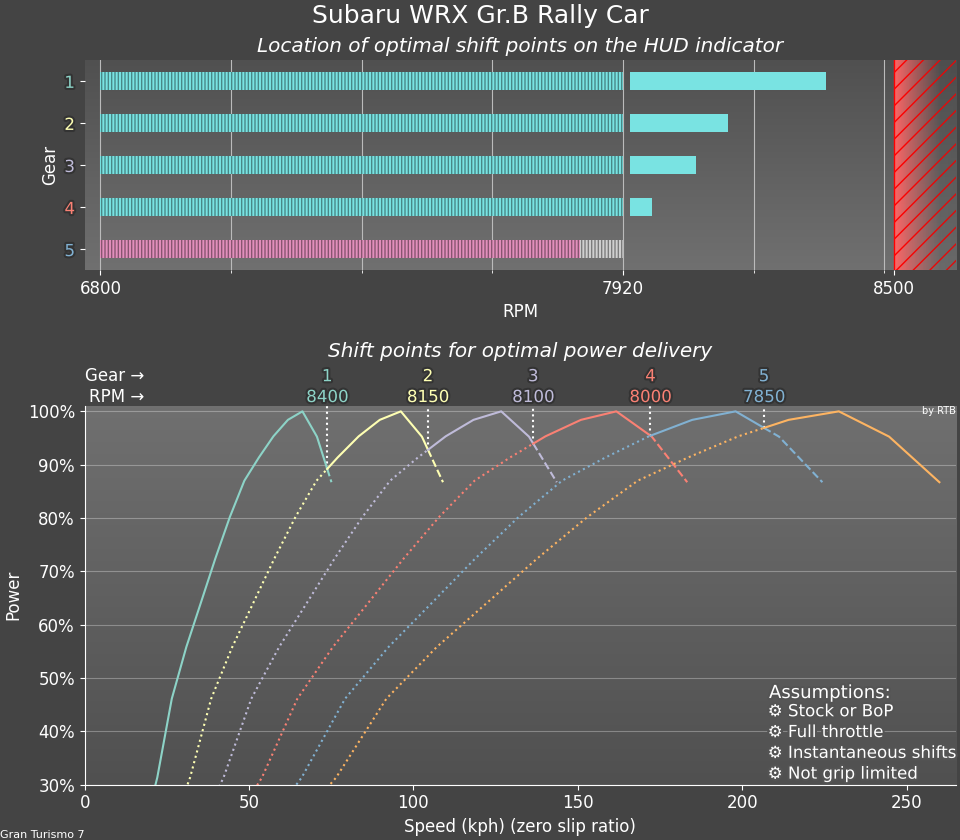 Subaru WRX Gr.B Rally Car
Location of optimal shift points on the HUD indicator
Gear
1
2
3
4
5
6800 7920 8500
RPM
Shift points for optimal power delivery
Gear → 1 2 3 4 5
RPM → 8400 8150 8100 8000 7850
by RTB
Power
100%
90%
80%
70%
60%
50%
40%
30%
Assumptions:
⚙ Stock or BoP
⚙ Full throttle
⚙ Instantaneous shifts
⚙ Not grip limited
0 50 100 150 200 250
Speed (kph) (zero slip ratio)
Gran Turismo 7